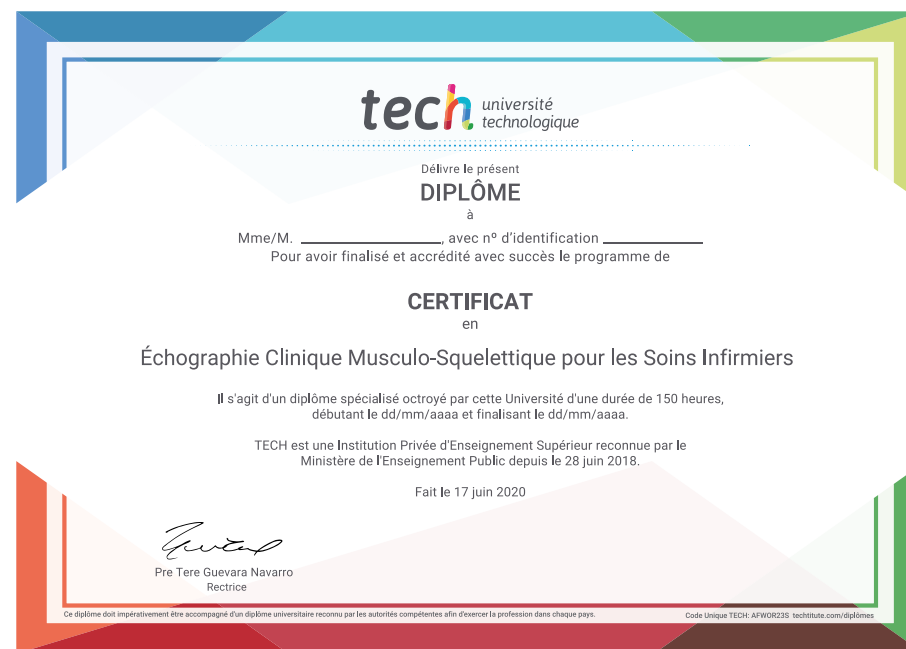 tech université
technologique
Délivre le présent
DIPLÔME
à
Mme/M. ____________________, avec nº d'identification ______________
Pour avoir finalisé et accrédité avec succès le programme de
CERTIFICAT
en
Échographie Clinique Musculo-Squelettique pour les Soins Infirmiers
Il s'agit d'un diplôme spécialisé octroyé par cette Université d'une durée de 150 heures,
débutant le dd/mm/aaaa et finalisant le dd/mm/aaaa.
TECH est une Institution Privée d'Enseignement Supérieur reconnue par le
Ministère de l'Enseignement Public depuis le 28 juin 2018.
Fait le 17 juin 2020
Pre Tere Guevara Navarro
Rectrice
Ce diplôme doit impérativement être accompagné d'un diplôme universitaire reconnu par les autorités compétentes afin d'exercer la profession dans chaque pays.
Code Unique TECH: AFWOR23S techtitute.com/diplômes